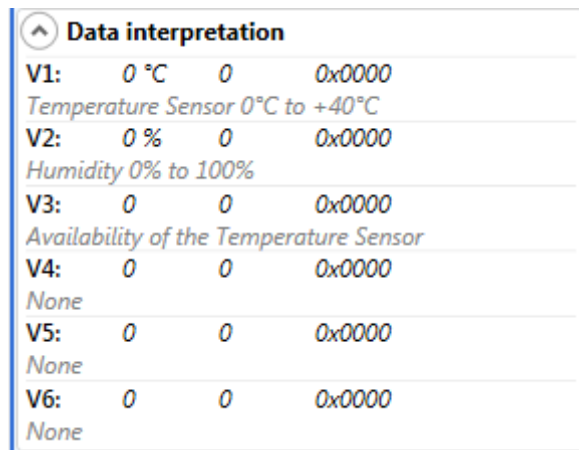 Data interpretation
V1: 0 °C 0 0x0000
Temperature Sensor 0°C to +40°C
V2: 0 % 0 0x0000
Humidity 0% to 100%
V3: 0 0 0x0000
Availability of the Temperature Sensor
V4: 0 0 0x0000
None
V5: 0 0 0x0000
None
V6: 0 0 0x0000
None